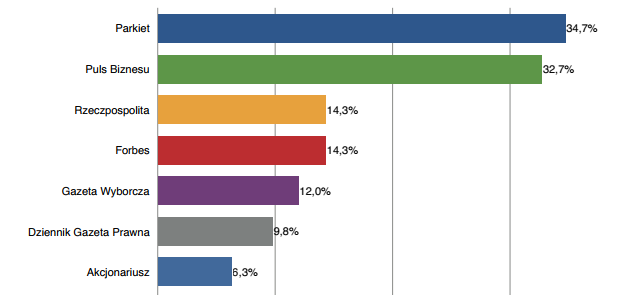 Parkiet 34,7%
Puls Biznesu 32,7%
Rzeczpospolita 14,3%
Forbes 14,3%
Gazeta Wyborcza 12,0%
Dziennik Gazeta Prawna 9,8%
Akcjonariusz 6,3%